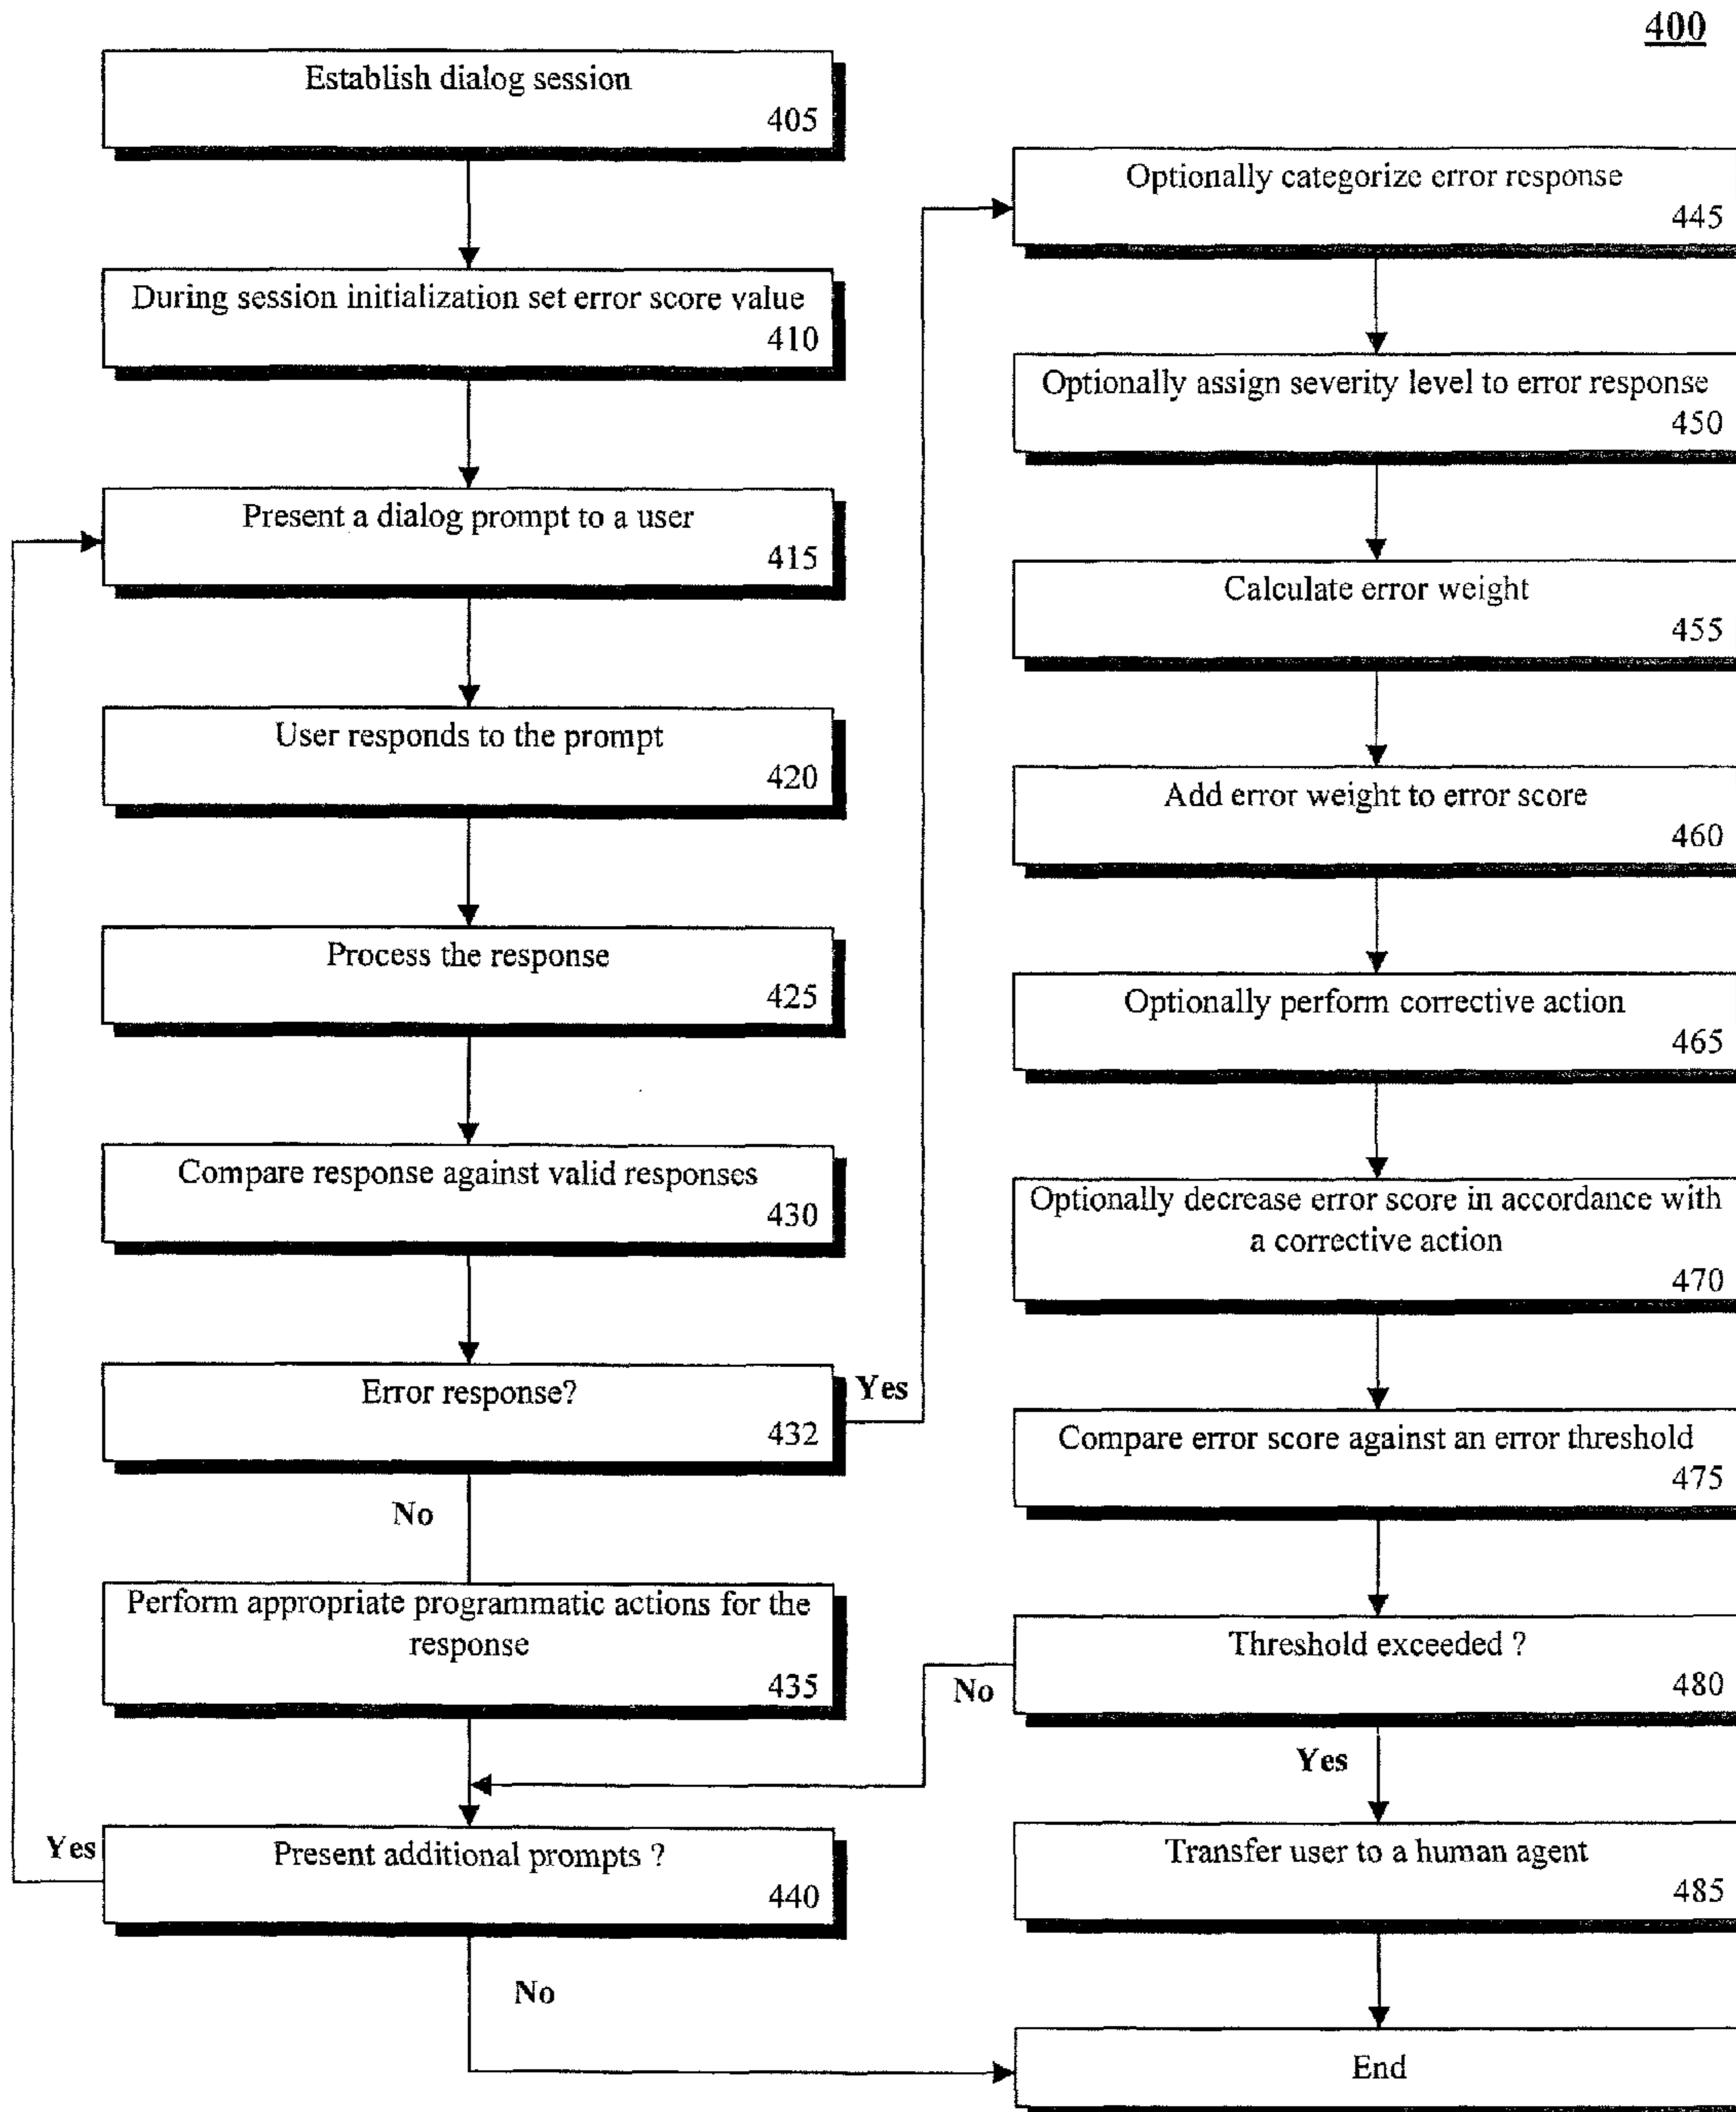 400
Establish dialog session
405
During session initialization set error score value
410
Present a dialog prompt to a user
415
User responds to the prompt
420
Process the response
425
Compare response against valid responses
430
Error response?
432
Yes
No
Perform appropriate programmatic actions for the
response
435
Yes
Present additional prompts ?
440
No
Optionally categorize error response
445
Optionally assign severity level to error response
450
Calculate error weight
455
Add error weight to error score
460
Optionally perform corrective action
465
Optionally decrease error score in accordance with
a corrective action
470
Compare error score against an error threshold
475
Threshold exceeded ?
480
No
Yes
Transfer user to a human agent
485
End